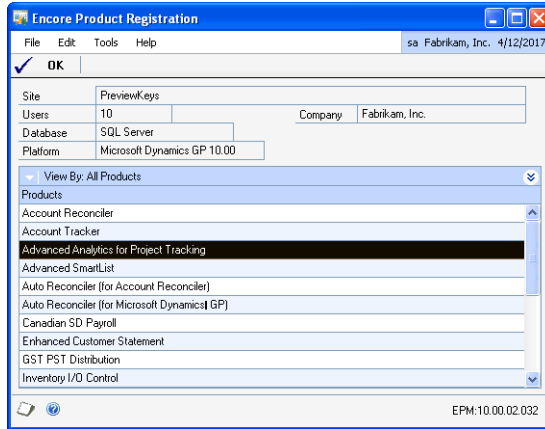 Encore Product Registration
File Edit Tools Help sa Fabrikam, Inc. 4/12/2017
OK
Site PreviewKeys
Users 10 Company Fabrikam, Inc.
Database SQL Server
Platform Microsoft Dynamics GP 10.00
View By: All Products
Products
Account Reconciler
Account Tracker
Advanced Analytics for Project Tracking
Advanced SmartList
Auto Reconciler (for Account Reconciler)
Auto Reconciler (for Microsoft Dynamics GP)
Canadian SD Payroll
Enhanced Customer Statement
GST PST Distribution
Inventory I/O Control
EPM:10.00.02.032